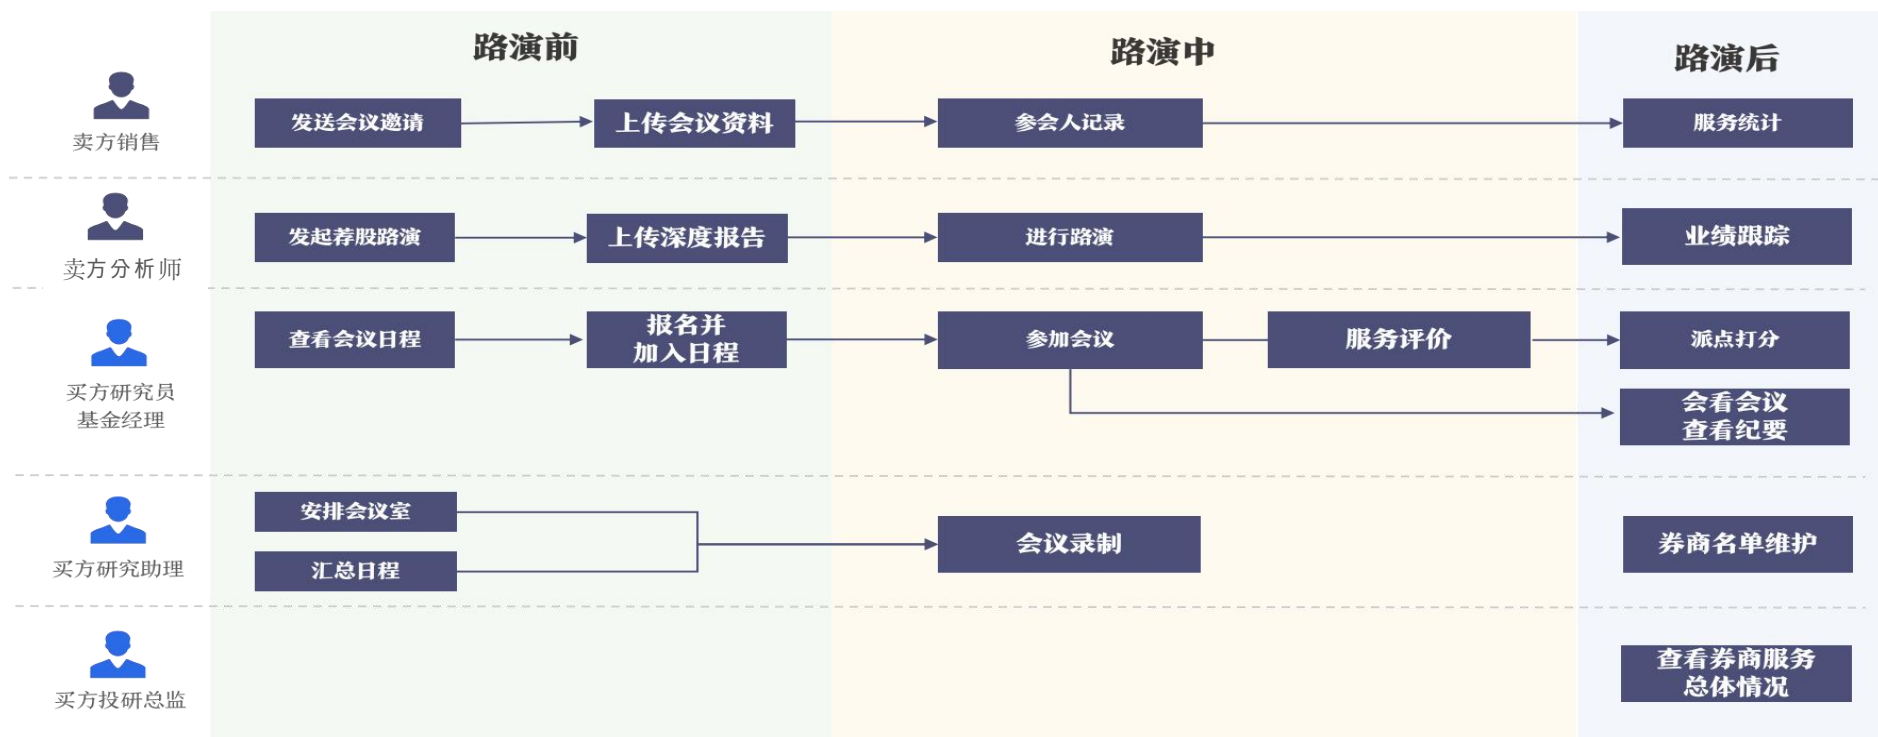 路演前
路演中
路演后
卖方销售
发送会议邀请
上传会议资料
参会人记录
服务统计
卖方分析师
发起荐股路演
上传深度报告
进行路演
业绩跟踪
买方研究员
基金经理
查看会议日程
报名并
加入日程
参加会议
服务评价
派点打分
会看会议
查看纪要
买方研究助理
安排会议室
汇总日程
会议录制
券商名单维护
买方投研总监
查看券商服务
总体情况